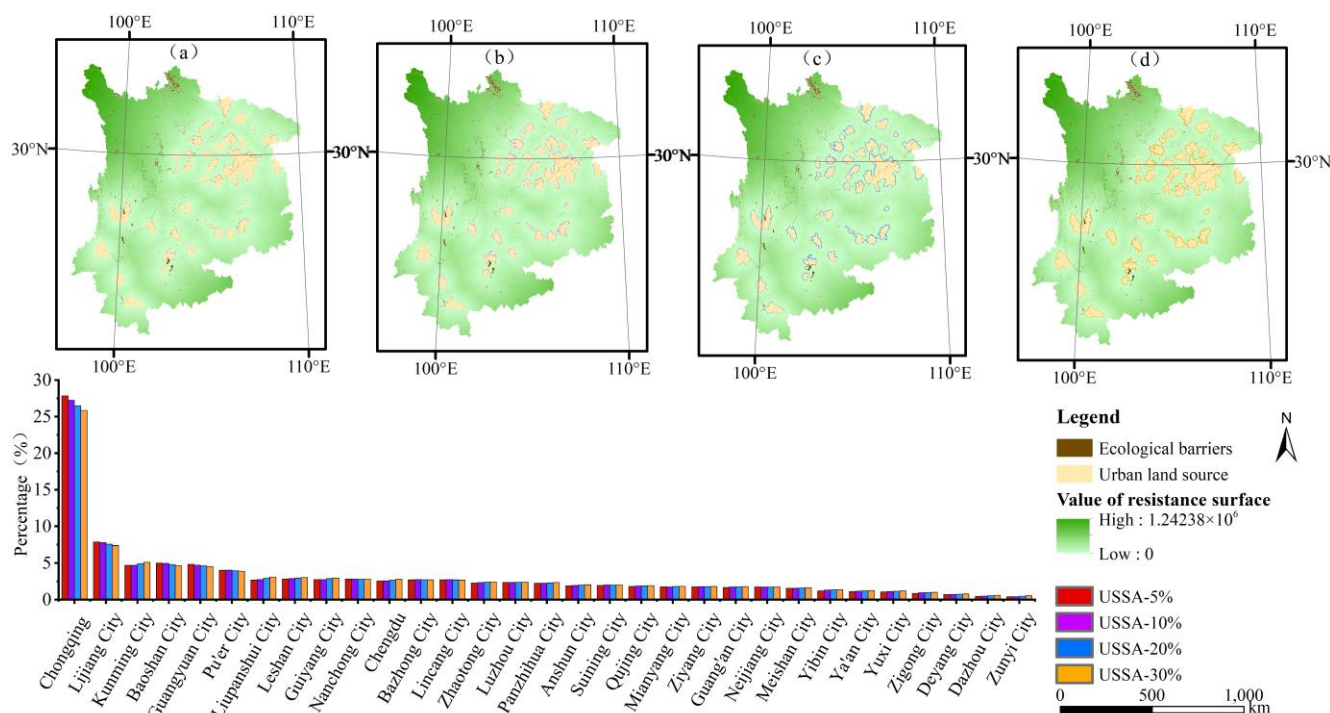 100°E
110°E
100°E
110°E
100°E
110°E
100°E
110°E
(a)
(b)
(c)
(d)
30°N
30°N
30°N
30°N
30°N
100°E
110°E
100°E
110°E
100°E
110°E
100°E
110°E
Percentage (%)
30
25
20
15
10
5
0
Chongqing
Lijiang City
Kunming City
Baoshan City
Guangyuan City
Pu'er City
Liupanshui City
Leshan City
Guiyang City
Nanchong City
Chengdu
Bazhong City
Lincang City
Zhaotong City
Luzhou City
Panzhihua City
Anshun City
Suining City
Qujing City
Mianyang City
Ziyang City
Guang'an City
Neijiang City
Meishan City
Yibin City
Ya'an City
Yuxi City
Zigong City
Deyang City
Dazhou City
Zunyi City
Legend
N
Ecological barriers
Urban land source
Value of resistance surface
High : 1.24238×10⁶
Low : 0
USSA-5%
USSA-10%
USSA-20%
USSA-30%
0 500 1,000
km